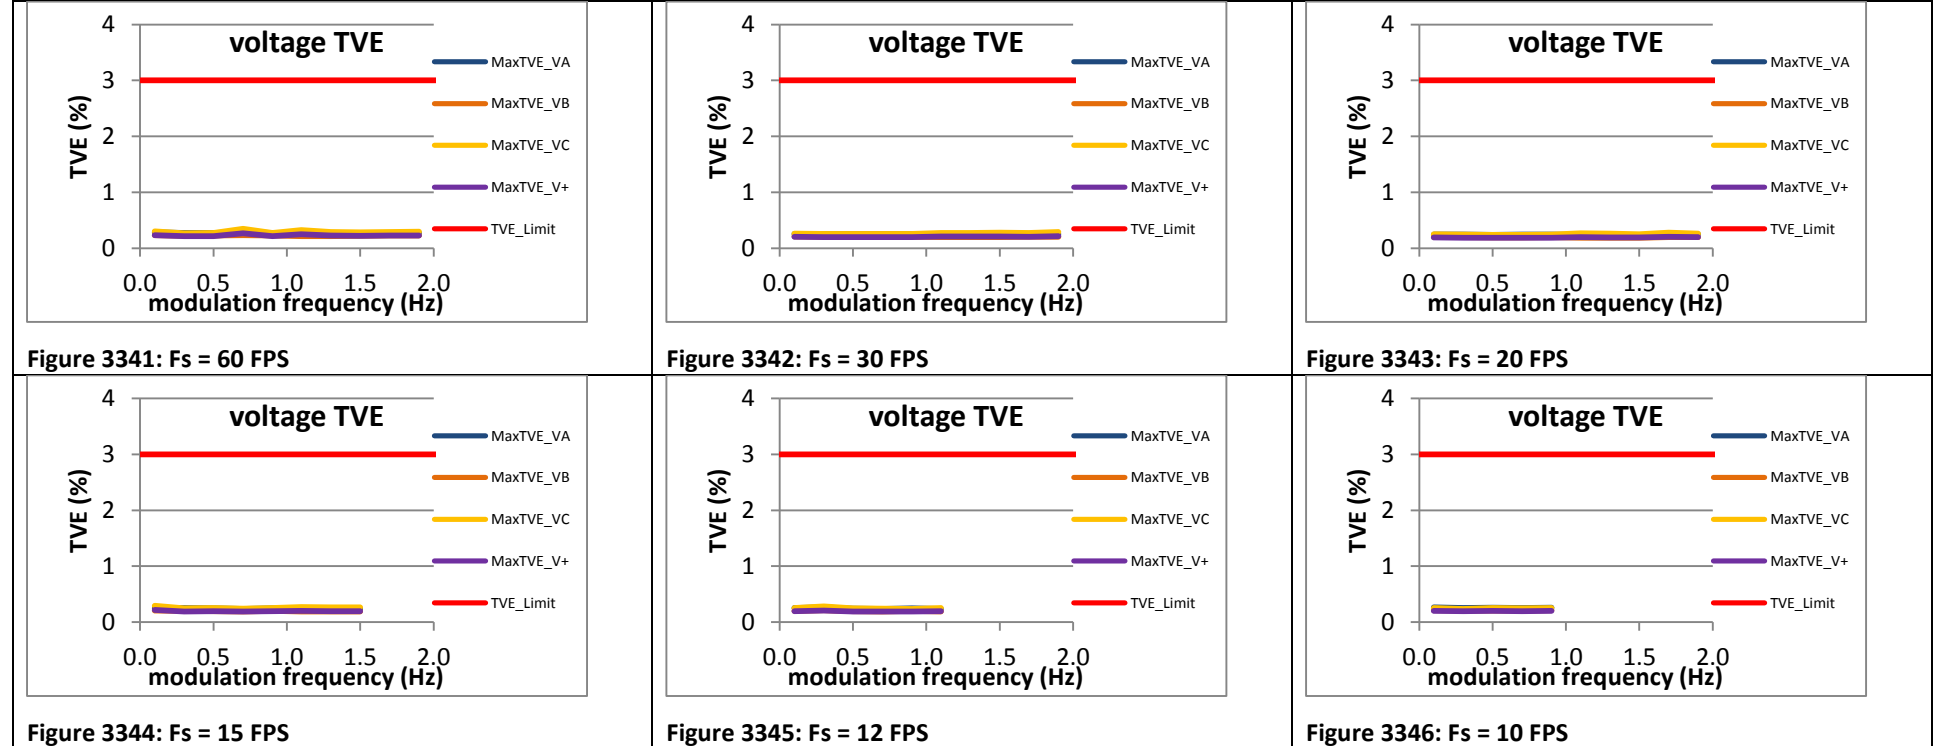 voltage TVE
4
3
2
1
0
TVE (%)
0.0 0.5 1.0 1.5 2.0
modulation frequency (Hz)
MaxTVE_VA
MaxTVE_VB
MaxTVE_VC
MaxTVE_V+
TVE_Limit
Figure 3341: Fs = 60 FPS
voltage TVE
4
3
2
1
0
TVE (%)
0.0 0.5 1.0 1.5 2.0
modulation frequency (Hz)
MaxTVE_VA
MaxTVE_VB
MaxTVE_VC
MaxTVE_V+
TVE_Limit
Figure 3342: Fs = 30 FPS
voltage TVE
4
3
2
1
0
TVE (%)
0.0 0.5 1.0 1.5 2.0
modulation frequency (Hz)
MaxTVE_VA
MaxTVE_VB
MaxTVE_VC
MaxTVE_V+
TVE_Limit
Figure 3343: Fs = 20 FPS
voltage TVE
4
3
2
1
0
TVE (%)
0.0 0.5 1.0 1.5 2.0
modulation frequency (Hz)
MaxTVE_VA
MaxTVE_VB
MaxTVE_VC
MaxTVE_V+
TVE_Limit
Figure 3344: Fs = 15 FPS
voltage TVE
4
3
2
1
0
TVE (%)
0.0 0.5 1.0 1.5 2.0
modulation frequency (Hz)
MaxTVE_VA
MaxTVE_VB
MaxTVE_VC
MaxTVE_V+
TVE_Limit
Figure 3345: Fs = 12 FPS
voltage TVE
4
3
2
1
0
TVE (%)
0.0 0.5 1.0 1.5 2.0
modulation frequency (Hz)
MaxTVE_VA
MaxTVE_VB
MaxTVE_VC
MaxTVE_V+
TVE_Limit
Figure 3346: Fs = 10 FPS